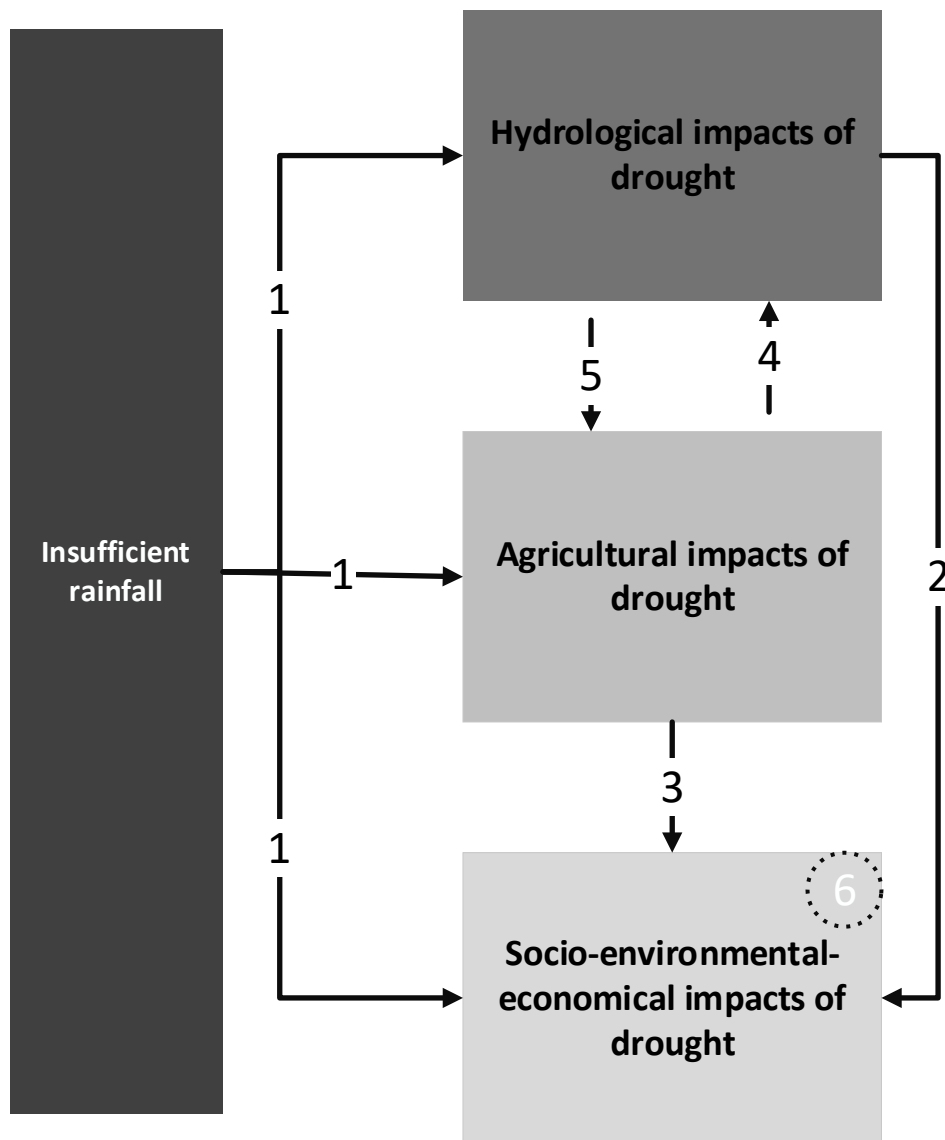 Hydrological impacts of
drought
1
5
4
Insufficient
rainfall
1
Agricultural impacts of
drought
2
3
1
6
Socio-environmental-
economical impacts of
drought